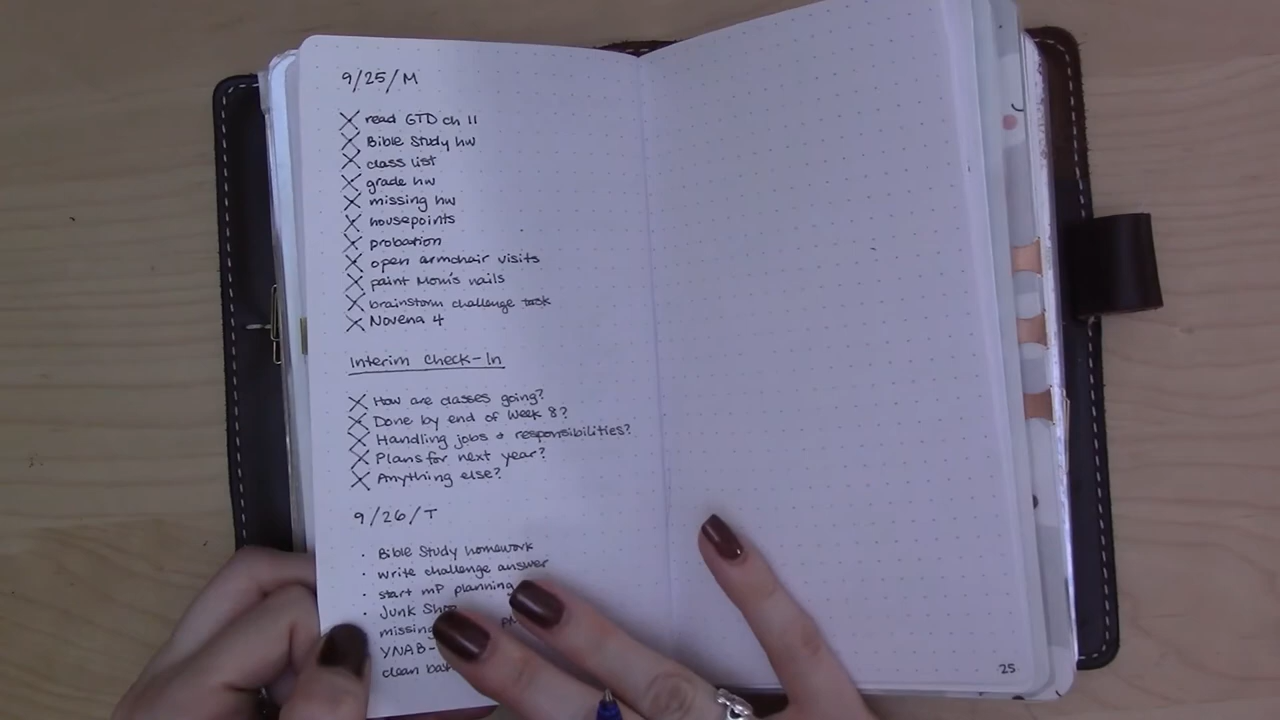 9/25/M
X read GTD ch 11
X Bible Study hw
X class list
X grade hw
X missing hw
X housepoints
X probation
X open armchair visits
X paint Mom's nails
X brainstorm challenge task
X Novena 4
Interim Check-In
X How are classes going?
X Done by end of Week 8?
X Handling jobs & responsibilities?
X Plans for next year?
X Anything else?
9/26/T
· Bible Study homework
· write challenge answer
· start MP planning
· Junk
missing
YNAB-
clean
25